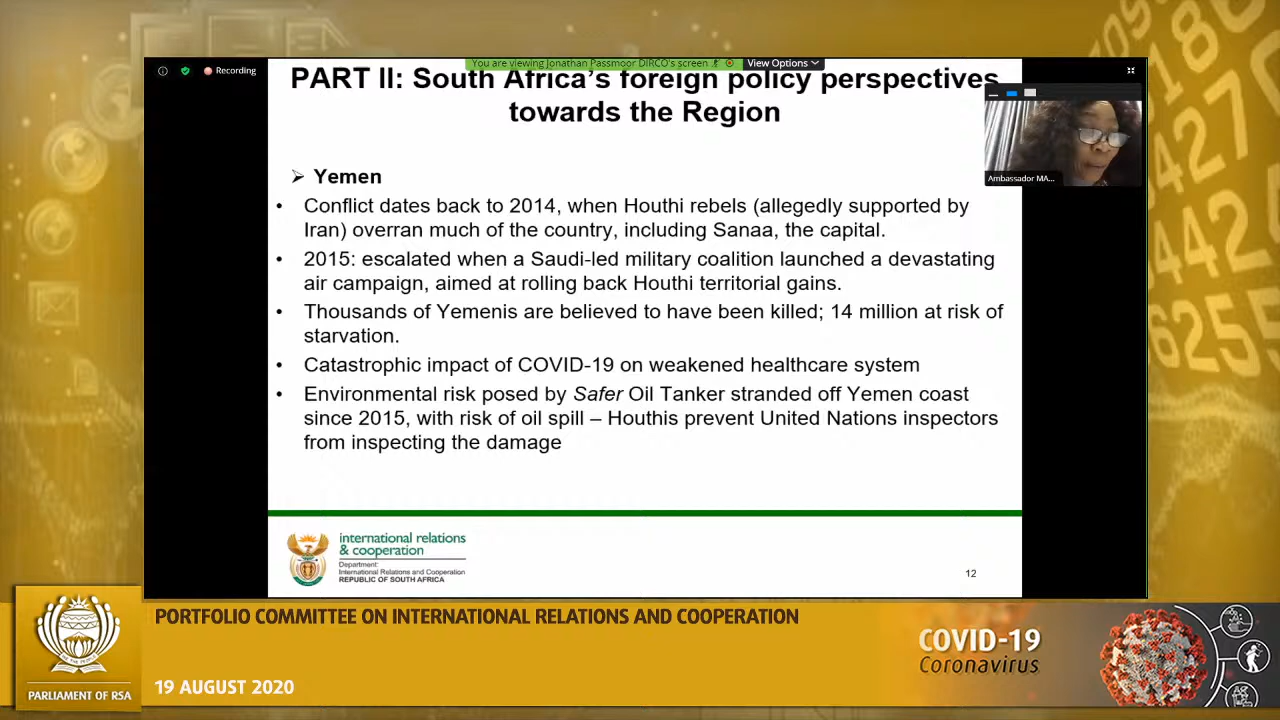 Recording
You are viewing Jonathan Passmoor DIRCO's screen
View Options
PART II: South Africa's foreign policy perspectives
towards the Region
Ambassador MA...
➢ Yemen
• Conflict dates back to 2014, when Houthi rebels (allegedly supported by
Iran) overran much of the country, including Sanaa, the capital.
• 2015: escalated when a Saudi-led military coalition launched a devastating
air campaign, aimed at rolling back Houthi territorial gains.
• Thousands of Yemenis are believed to have been killed; 14 million at risk of
starvation.
• Catastrophic impact of COVID-19 on weakened healthcare system
• Environmental risk posed by Safer Oil Tanker stranded off Yemen coast
since 2015, with risk of oil spill – Houthis prevent United Nations inspectors
from inspecting the damage
international relations
& cooperation
Department:
International Relations and Cooperation
REPUBLIC OF SOUTH AFRICA
12
PORTFOLIO COMMITTEE ON INTERNATIONAL RELATIONS AND COOPERATION
COVID-19
Coronavirus
PARLIAMENT OF RSA
19 AUGUST 2020